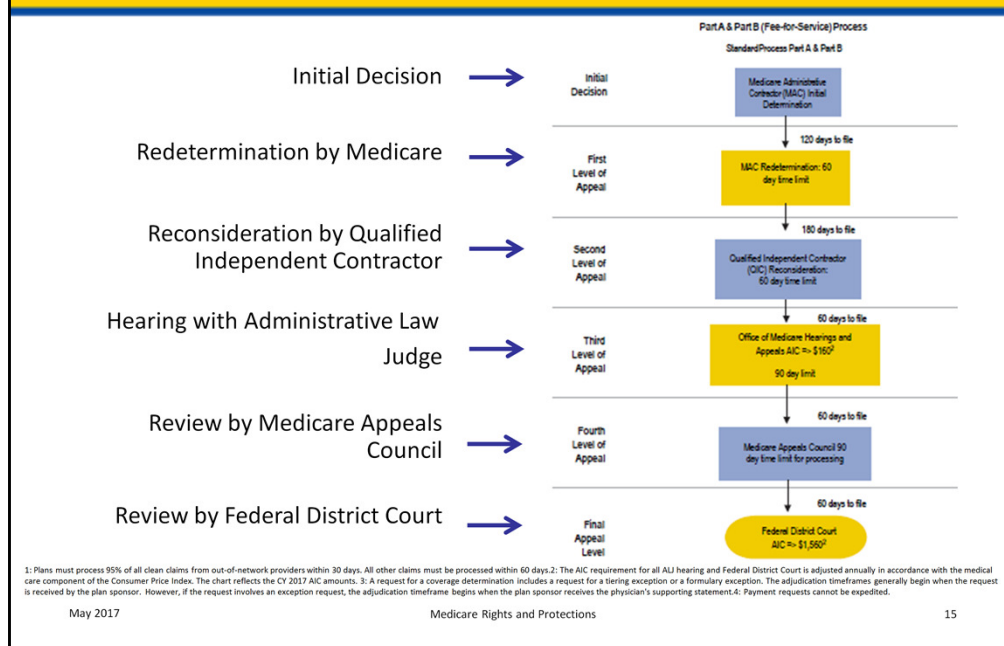 Part A & Part B (Fee-for-Service) Process
Standard Process Part A & Part B
Initial Decision
Initial
Decision
Medicare Administrative
Contractor (MAC) Initial
Determination
120 days to file
Redetermination by Medicare
First
Level of
Appeal
MAC Redetermination: 60
day time limit
180 days to file
Reconsideration by Qualified
Independent Contractor
Second
Level of
Appeal
Qualified Independent Contractor
(QIC) Reconsideration:
60 day time limit
60 days to file
Hearing with Administrative Law
Judge
Third
Level of
Appeal
Office of Medicare Hearings and
Appeals AIC => $160²
90 day limit
60 days to file
Review by Medicare Appeals
Council
Fourth
Level of
Appeal
Medicare Appeals Council 90
day time limit for processing
60 days to file
Review by Federal District Court
Final
Appeal
Level
Federal District Court
AIC => $1,560²
1: Plans must process 95% of all clean claims from out-of-network providers within 30 days. All other claims must be processed within 60 days.2: The AIC requirement for all ALJ hearing and Federal District Court is adjusted annually in accordance with the medical
care component of the Consumer Price Index. The chart reflects the CY 2017 AIC amounts. 3: A request for a coverage determination includes a request for a tiering exception or a formulary exception. The adjudication timeframes generally begin when the request
is received by the plan sponsor. However, if the request involves an exception request, the adjudication timeframe begins when the plan sponsor receives the physician's supporting statement.4: Payment requests cannot be expedited.
May 2017
Medicare Rights and Protections
15